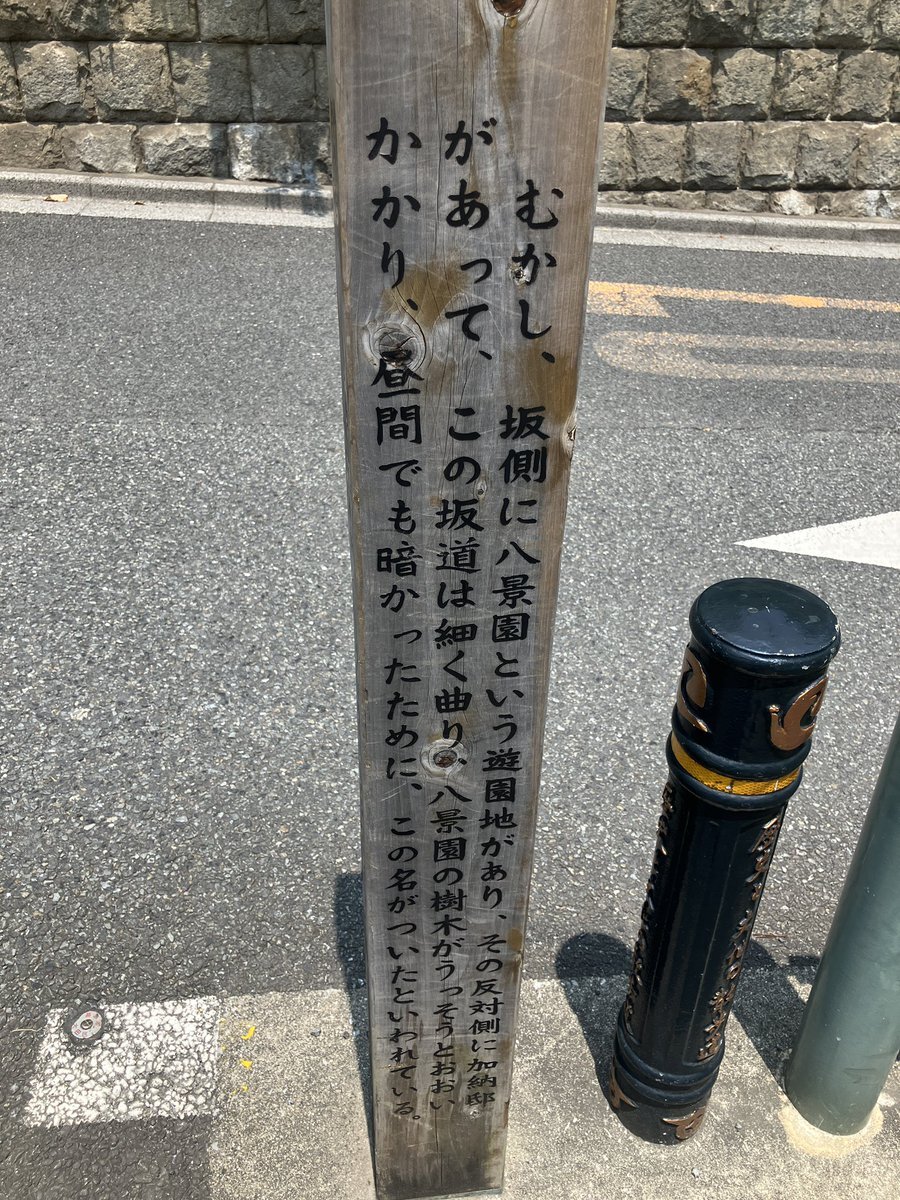 むかし、坂側に八景園という遊園地があり、その反対側に加納邸
があって、この坂道は細く曲り、八景園の樹木がうっそうとおおい
かかり、昼間でも暗かったために、この名がついたといわれている。